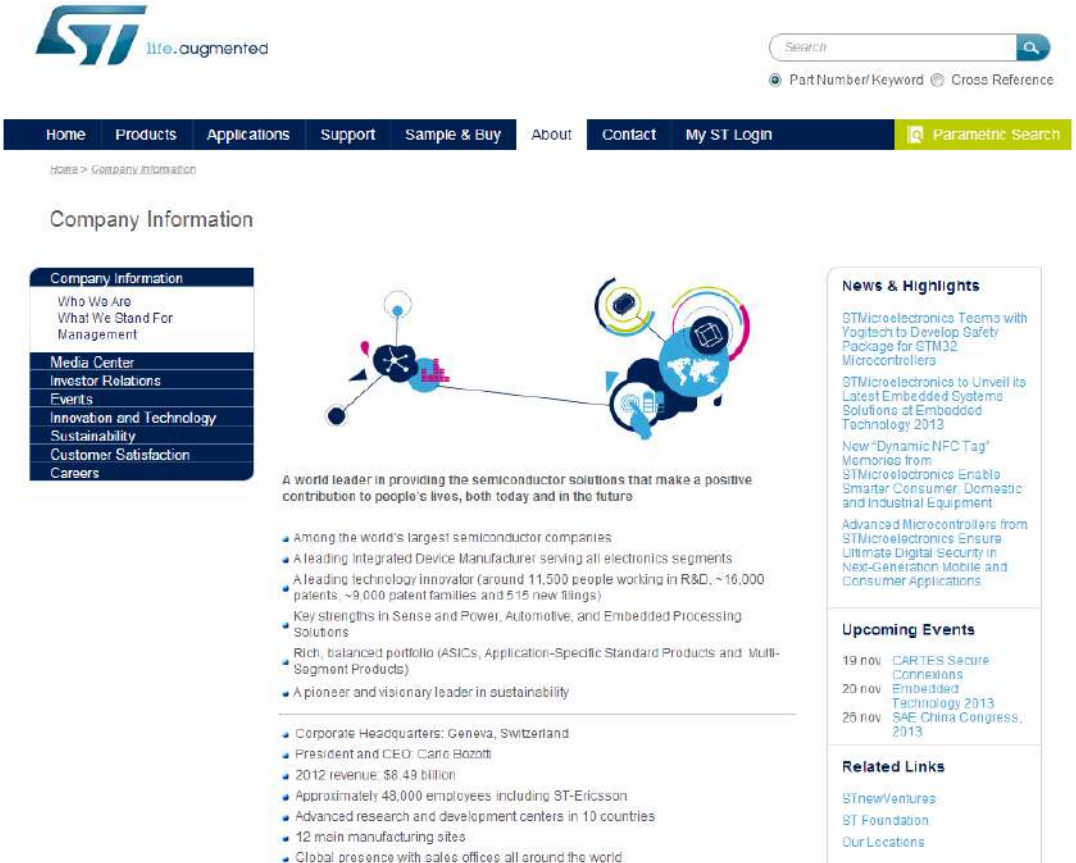 ST life.augmented
Search
Part Number/Keyword Cross Reference
Home Products Applications Support Sample & Buy About Contact My ST Login Parametric Search
Home > Company Information
Company Information
Company Information
Who We Are
What We Stand For
Management
Media Center
Investor Relations
Events
Innovation and Technology
Sustainability
Customer Satisfaction
Careers
A world leader in providing the semiconductor solutions that make a positive
contribution to people's lives, both today and in the future
Among the world's largest semiconductor companies
A leading Integrated Device Manufacturer serving all electronics segments
A leading technology innovator (around 11,500 people working in R&D, ~16,000
patents, ~9,000 patent families and 515 new filings)
Key strengths in Sense and Power, Automotive, and Embedded Processing
Solutions
Rich, balanced portfolio (ASICs, Application-Specific Standard Products and Multi-
Segment Products)
A pioneer and visionary leader in sustainability
Corporate Headquarters: Geneva, Switzerland
President and CEO: Carlo Bozotti
2012 revenue: $8.49 billion
Approximately 48,000 employees including ST-Ericsson
Advanced research and development centers in 10 countries
12 main manufacturing sites
Global presence with sales offices all around the world
News & Highlights
STMicroelectronics Teams with
Yogitech to Develop Safety
Package for STM32
Microcontrollers
STMicroelectronics to Unveil its
Latest Embedded Systems
Solutions at Embedded
Technology 2013
New "Dynamic NFC Tag"
Memories from
STMicroelectronics Enable
Smarter Consumer, Domestic
and Industrial Equipment
Advanced Microcontrollers from
STMicroelectronics Ensure
Ultimate Digital Security in
Next-Generation Mobile and
Consumer Applications
Upcoming Events
19 nov CARTES Secure
Connexions
20 nov Embedded
Technology 2013
26 nov SAE China Congress,
2013
Related Links
STnewVentures
ST Foundation
Our Locations